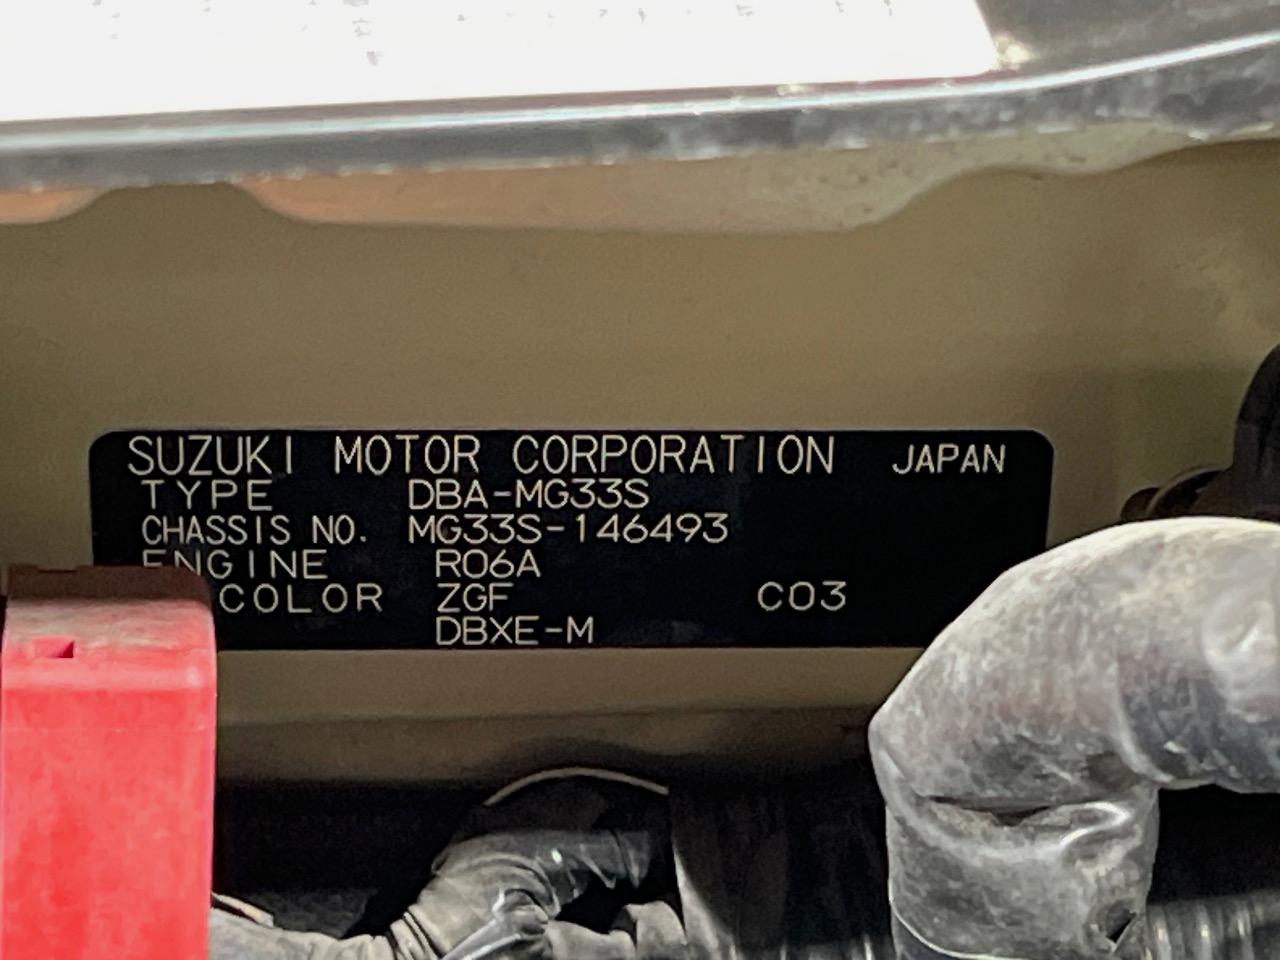 SUZUKI MOTOR CORPORATION JAPAN
TYPE DBA-MG33S
CHASSIS NO. MG33S-146493
ENGINE R06A
COLOR ZGF C03
DBXE-M